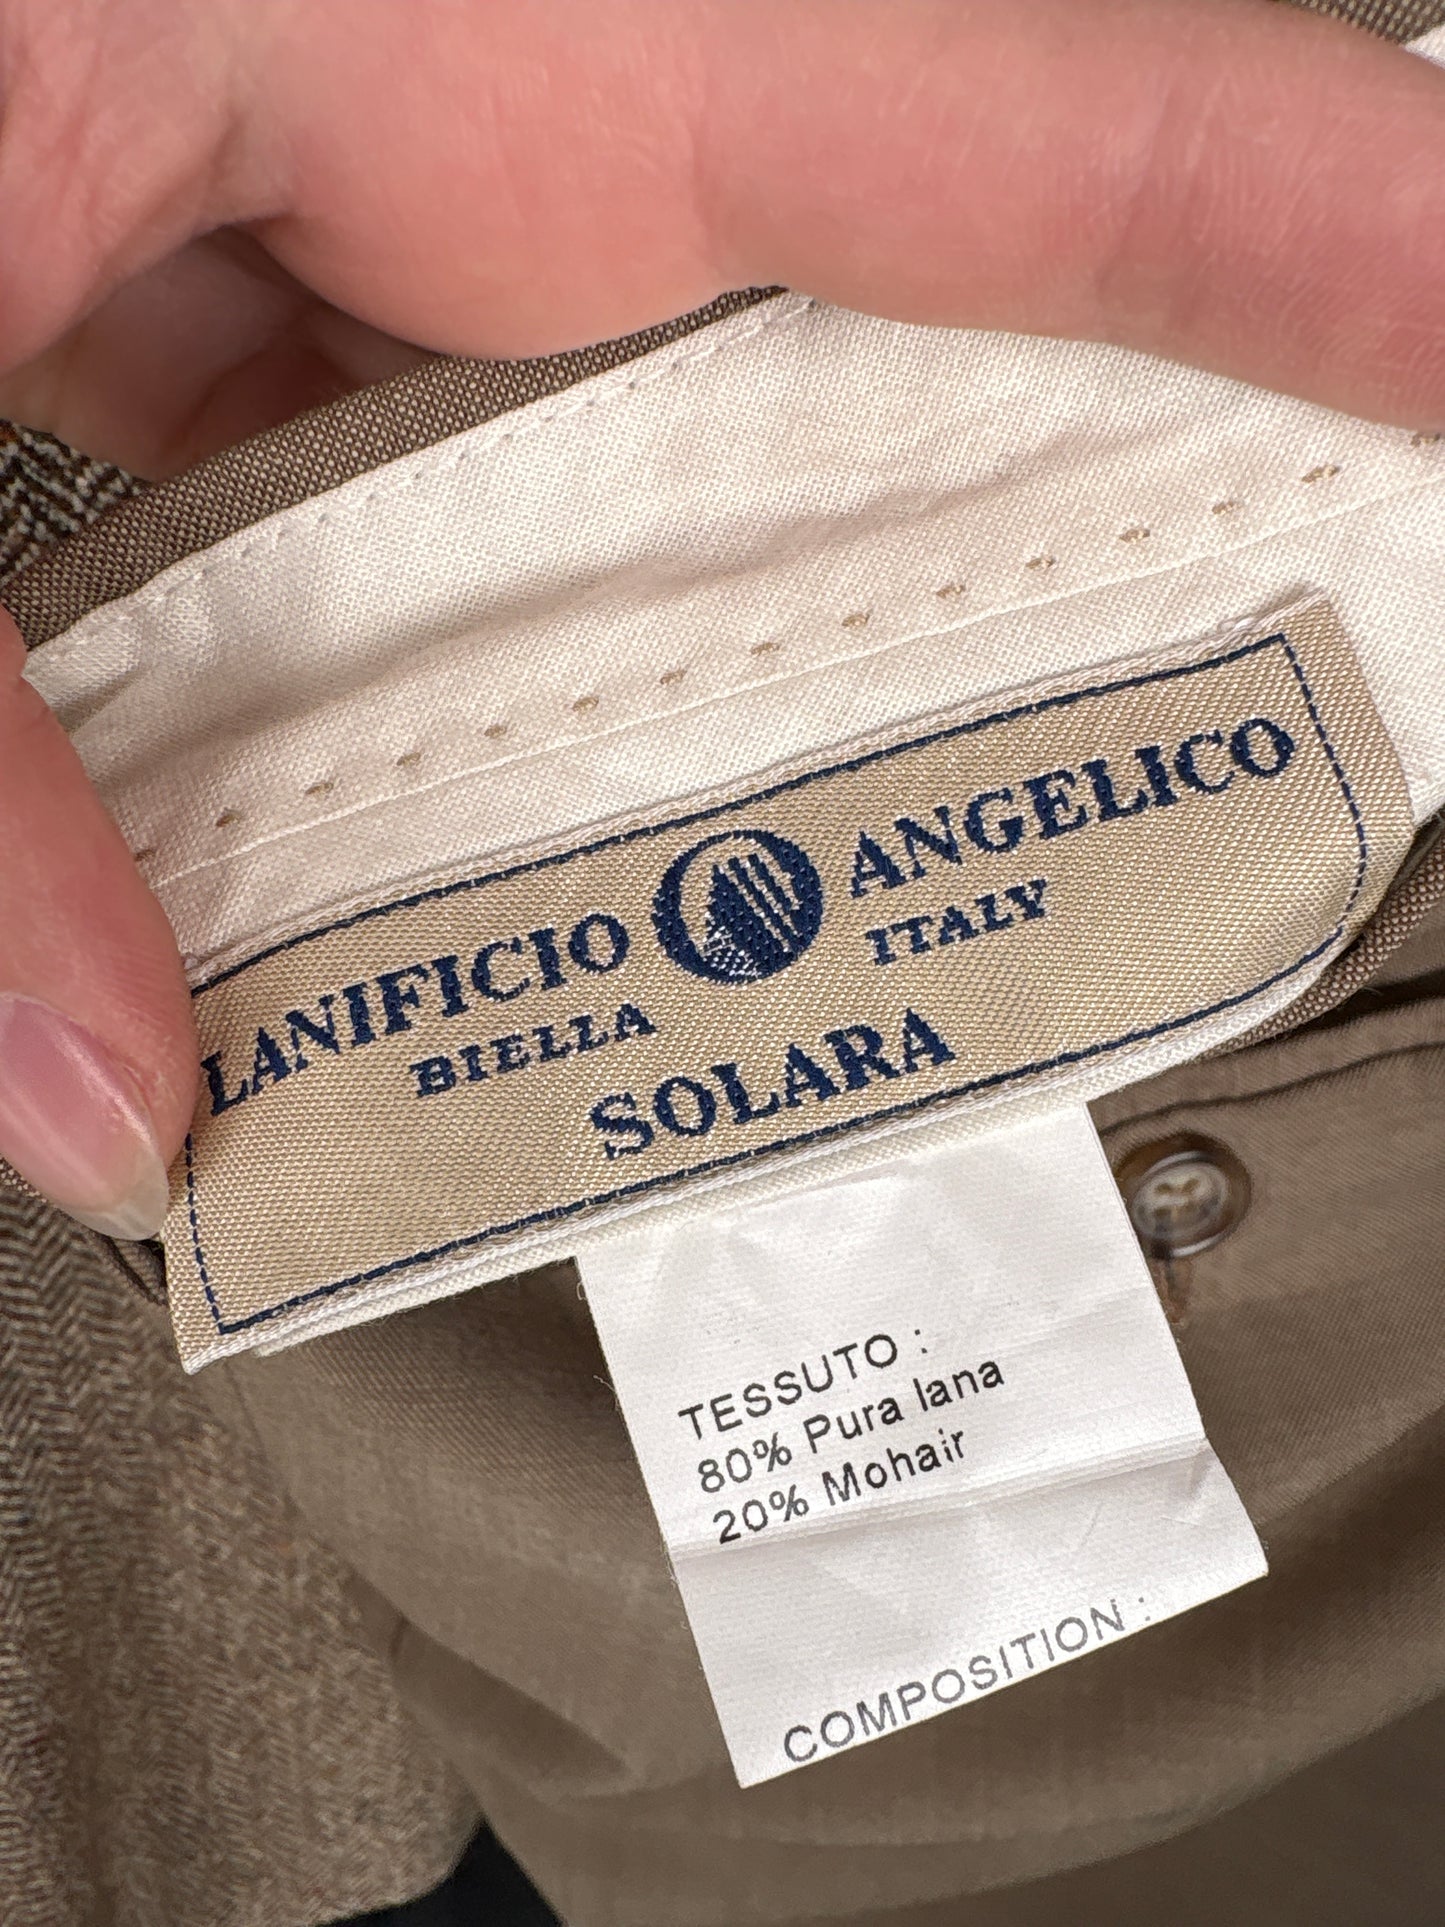 LANIFICIO ANGELICO
BIELLA ITALY
SOLARA
TESSUTO :
80% Pura lana
20% Mohair
COMPOSITION :